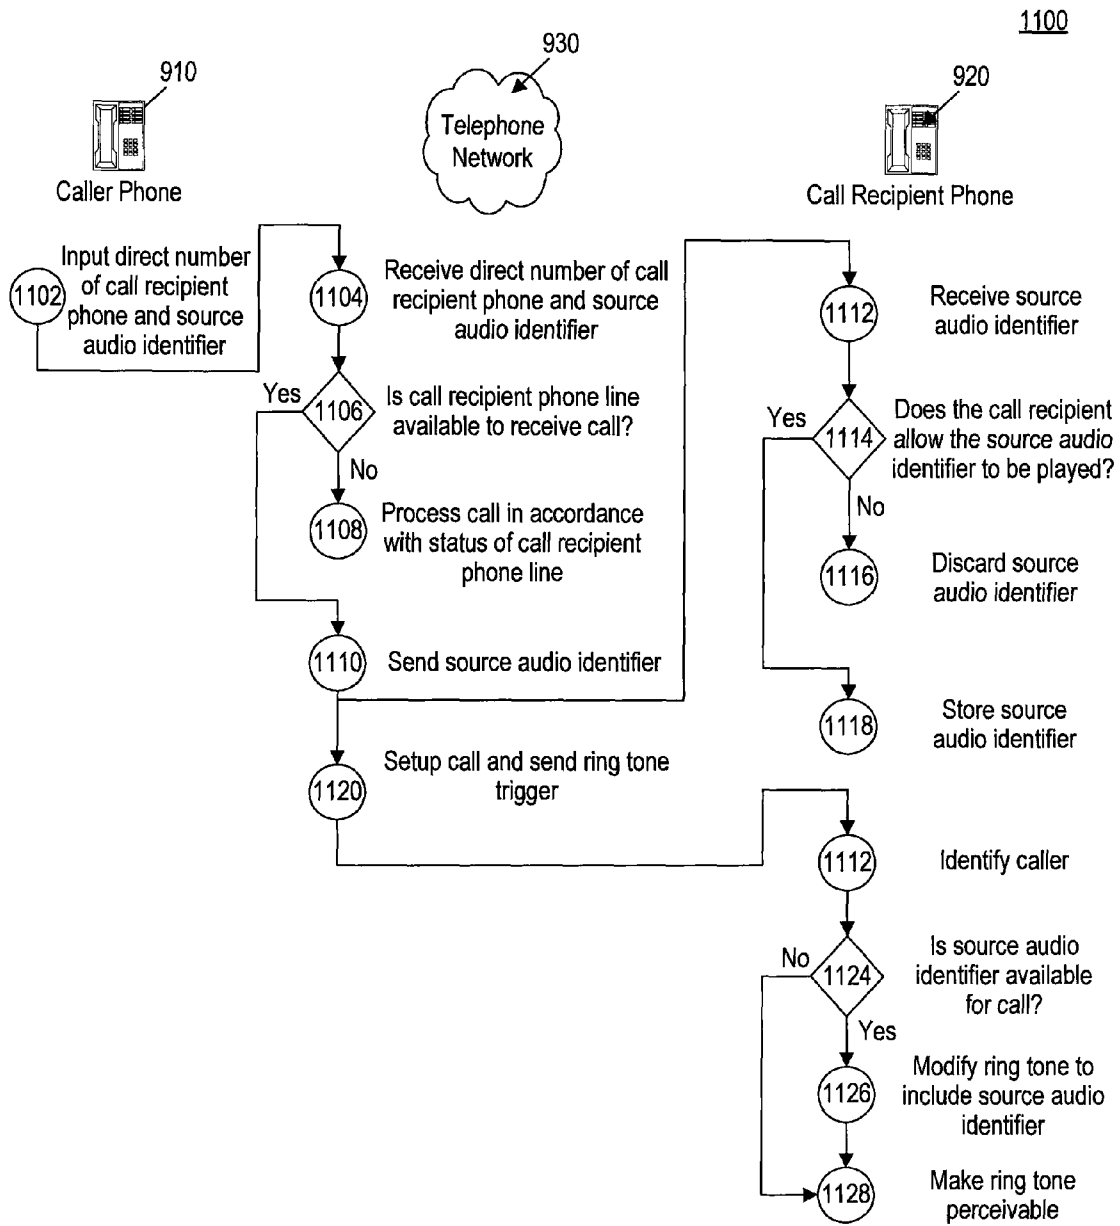 1100
910
Caller Phone
930
Telephone
Network
920
Call Recipient Phone
1102
Input direct number
of call recipient
phone and source
audio identifier
1104
Receive direct number of call
recipient phone and source
audio identifier
Yes
1106
Is call recipient phone line
available to receive call?
No
1108
Process call in accordance
with status of call recipient
phone line
1110
Send source audio identifier
1120
Setup call and send ring tone
trigger
1112
Receive source
audio identifier
Yes
1114
Does the call recipient
allow the source audio
identifier to be played?
No
1116
Discard source
audio identifier
1118
Store source
audio identifier
1112
Identify caller
No
1124
Is source audio
identifier available
for call?
Yes
1126
Modify ring tone to
include source audio
identifier
1128
Make ring tone
perceivable